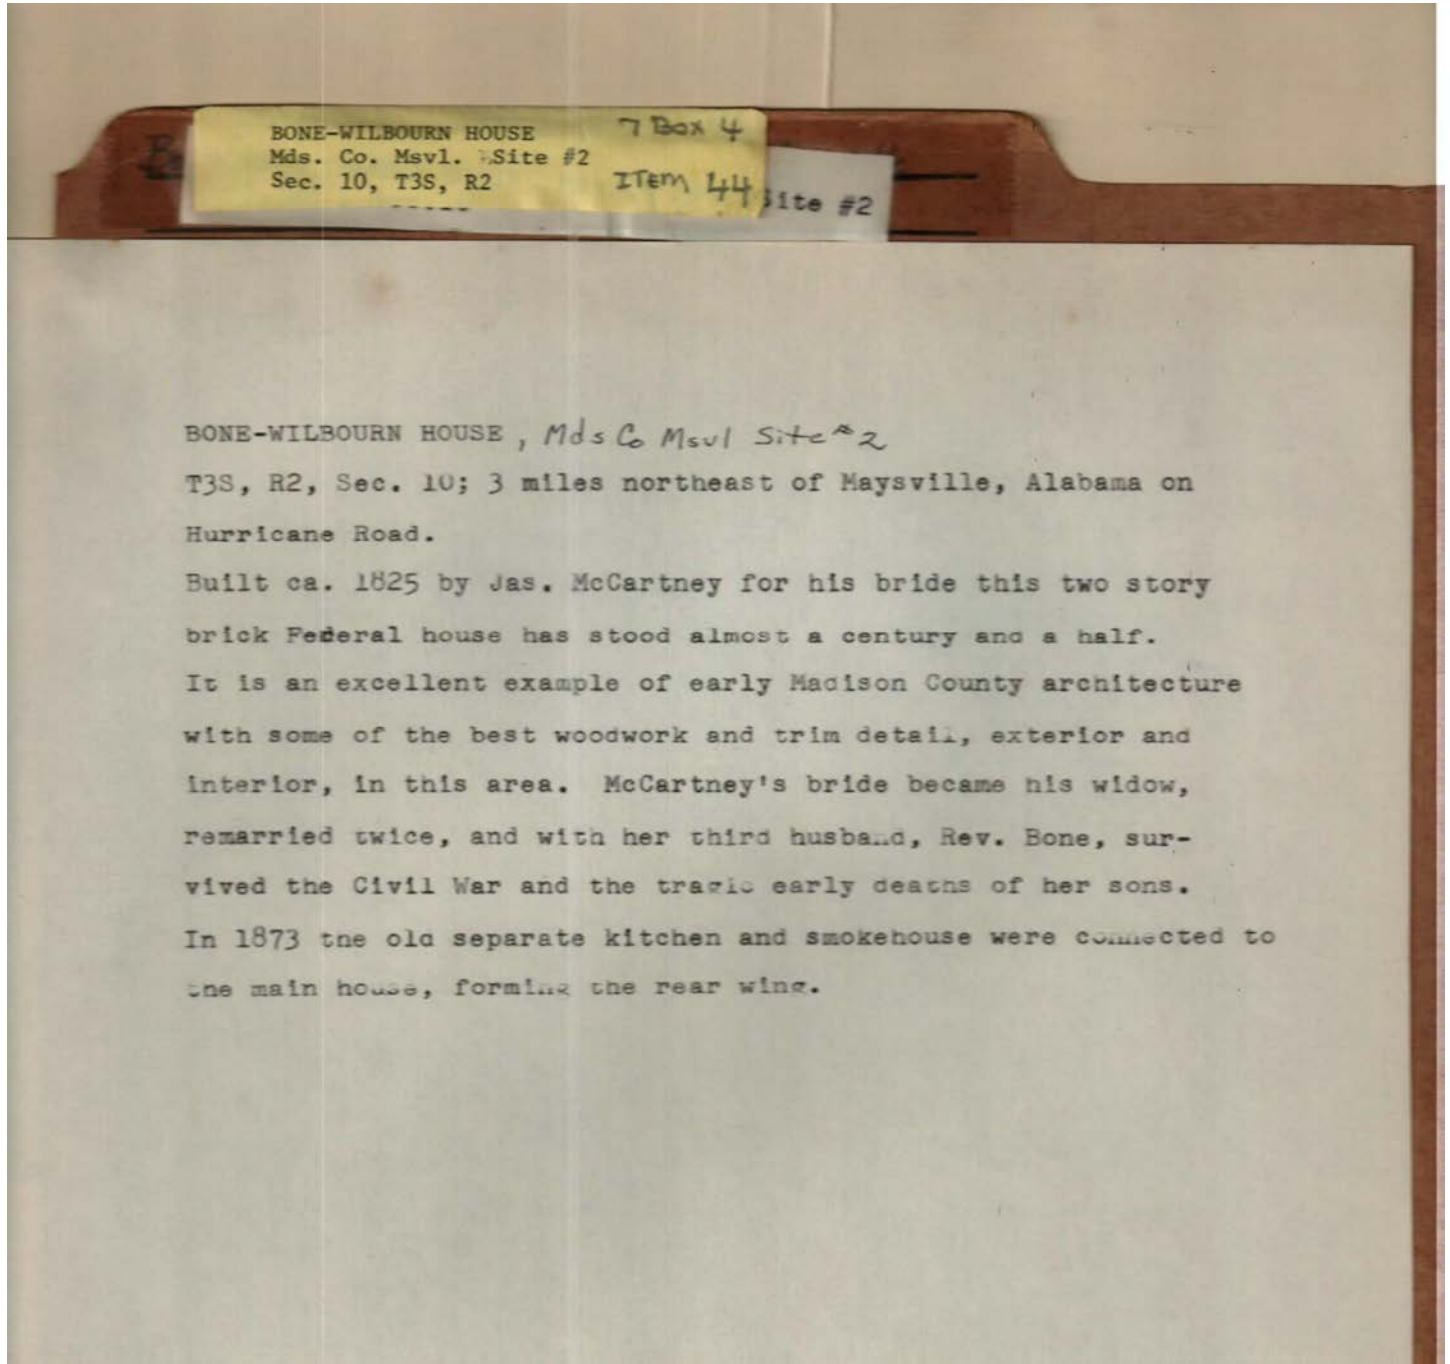 BONE-WILBOURN HOUSE 7 Box 4
Mds. Co. Msvl. Site #2
Sec. 10, T3S, R2 ITEM 44
Site #2
BONE-WILBOURN HOUSE, Mds Co Msvl Site #2
T3S, R2, Sec. 10; 3 miles northeast of Maysville, Alabama on
Hurricane Road.
Built ca. 1825 by Jas. McCartney for his bride this two story
brick Federal house has stood almost a century and a half.
It is an excellent example of early Madison County architecture
with some of the best woodwork and trim detail, exterior and
interior, in this area. McCartney's bride became his widow,
remarried twice, and with her third husband, Rev. Bone, sur-
vived the Civil War and the tragic early deaths of her sons.
In 1873 the old separate kitchen and smokehouse were connected to
the main house, forming the rear wing.